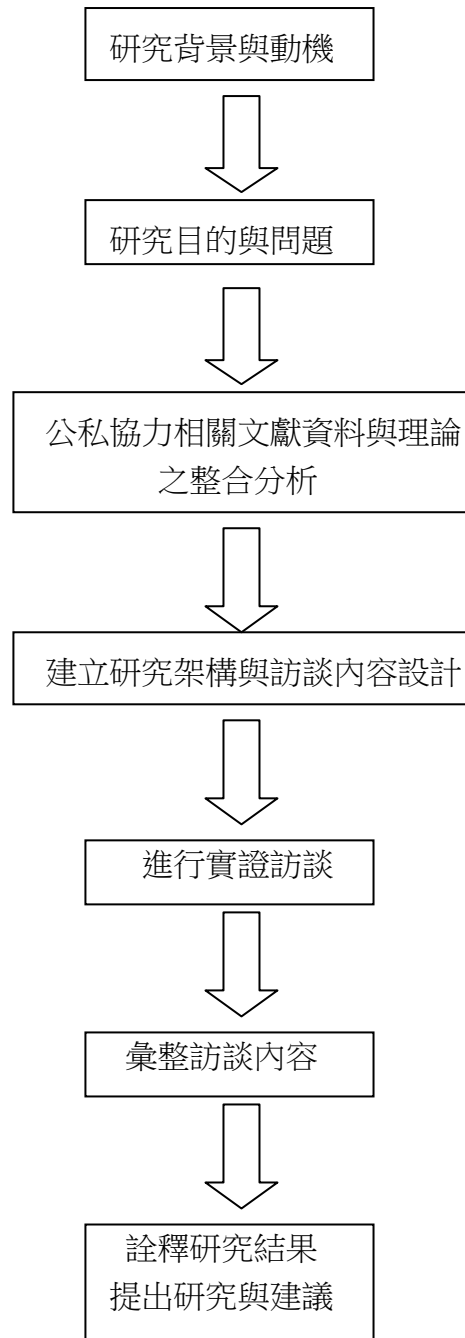 研究背景與動機
研究目的與問題
公私協力相關文獻資料與理論
之整合分析
建立研究架構與訪談內容設計
進行實證訪談
彙整訪談內容
詮釋研究結果
提出研究與建議